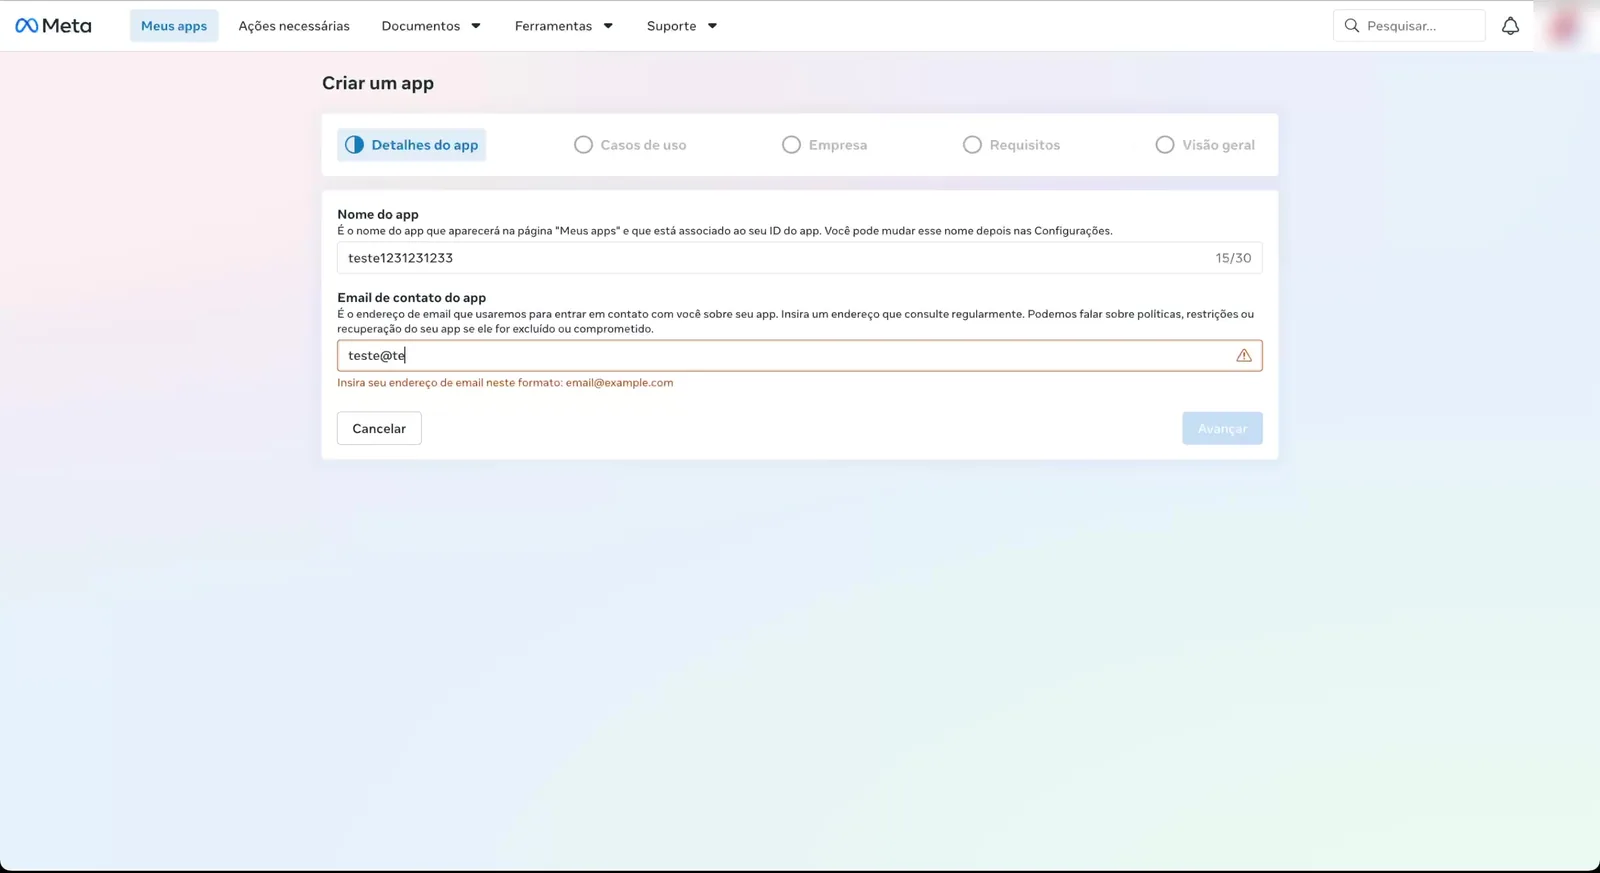 Meta
Meus apps
Ações necessárias
Documentos
Ferramentas
Suporte
Pesquisar...
Criar um app
Detalhes do app
Casos de uso
Empresa
Requisitos
Visão geral
Nome do app
É o nome do app que aparecerá na página "Meus apps" e que está associado ao seu ID do app. Você pode mudar esse nome depois nas Configurações.
teste1231231233
15/30
Email de contato do app
É o endereço de email que usaremos para entrar em contato com você sobre seu app. Insira um endereço que consulte regularmente. Podemos falar sobre políticas, restrições ou
recuperação do seu app se ele for excluído ou comprometido.
teste@te
Insira seu endereço de email neste formato: email@example.com
Cancelar
Avançar